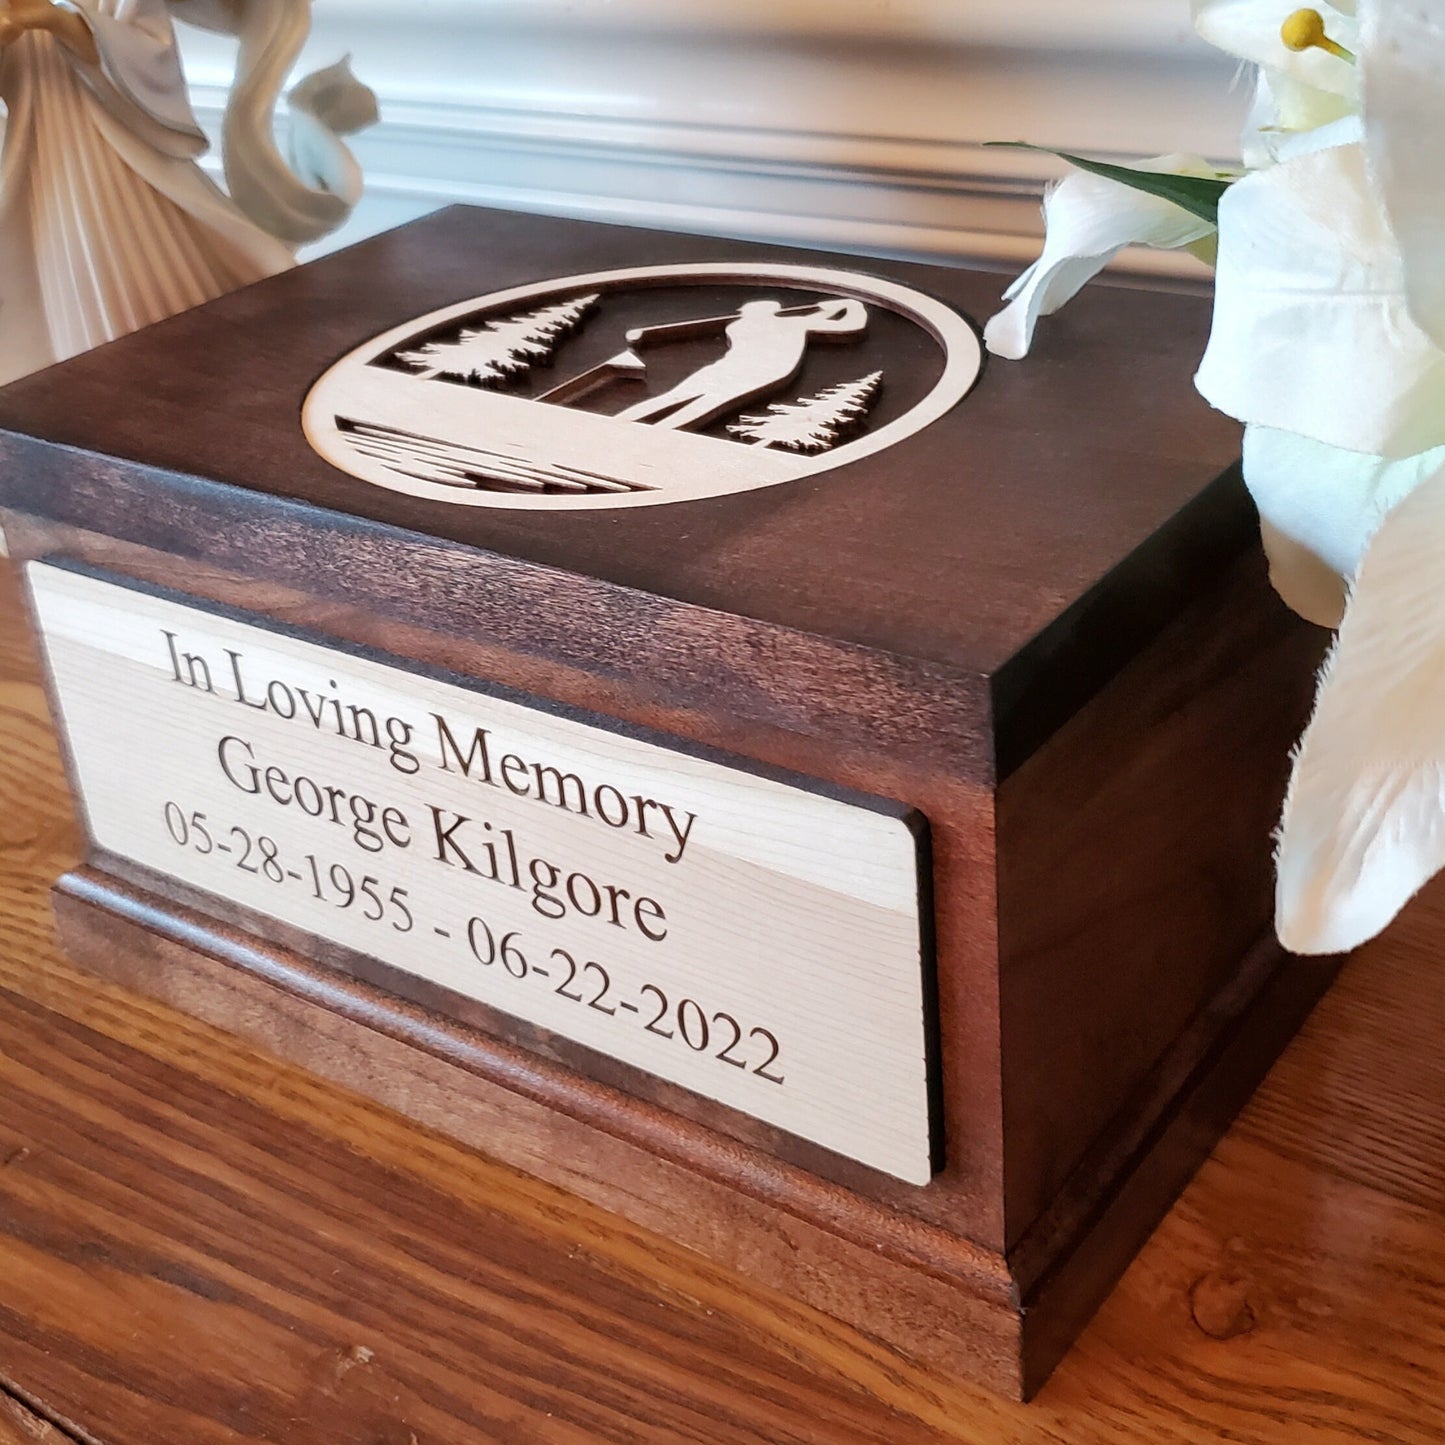 In Loving Memory
George Kilgore
05-28-1955 - 06-22-2022